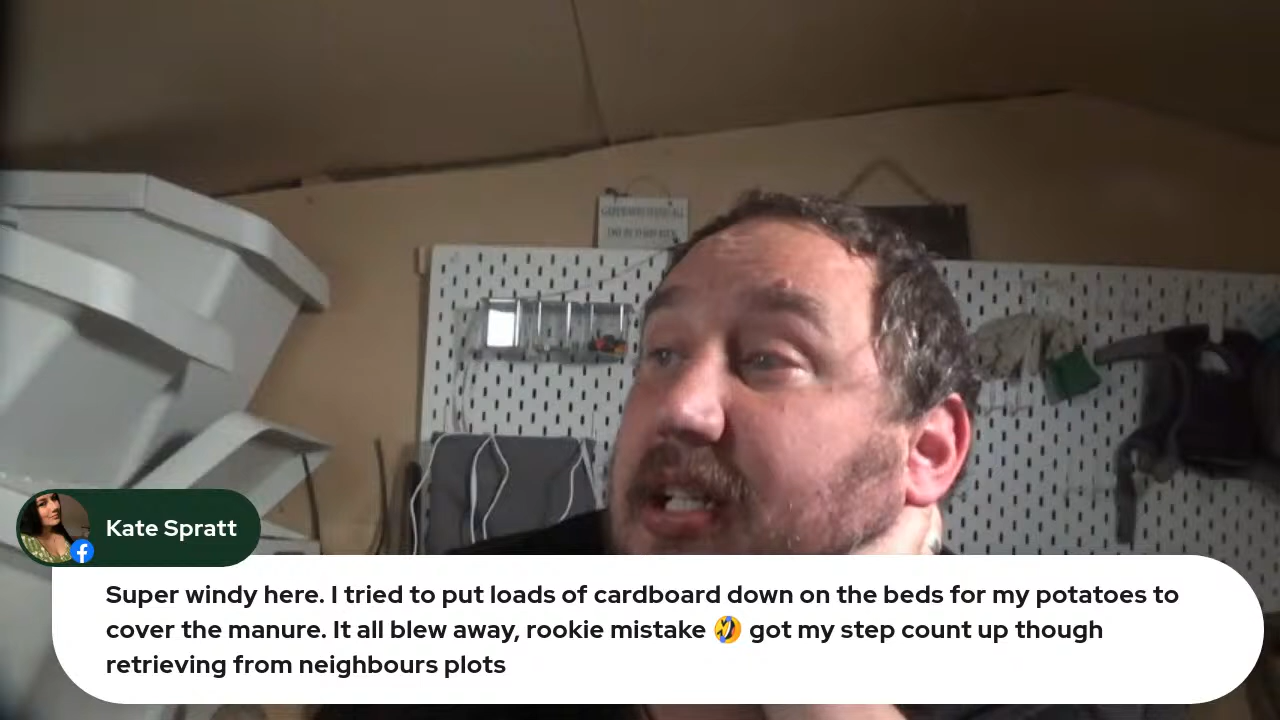 Kate Spratt
Super windy here. I tried to put loads of cardboard down on the beds for my potatoes to
cover the manure. It all blew away, rookie mistake 🤣 got my step count up though
retrieving from neighbours plots